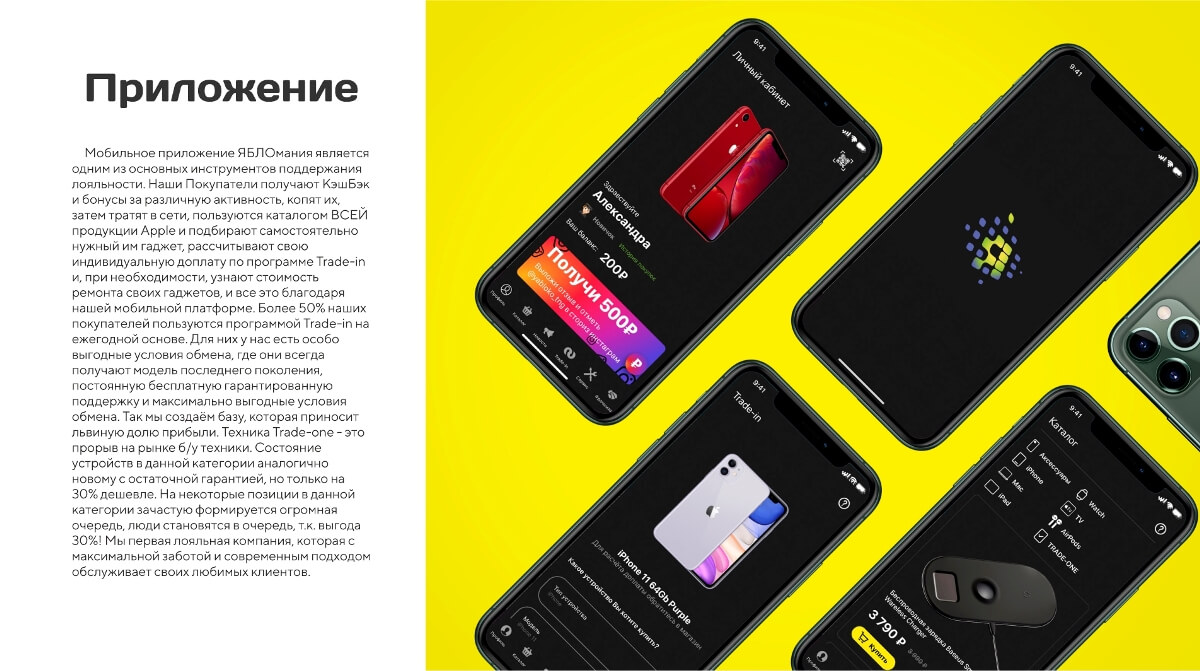 Приложение
Мобильное приложение ЯБЛОмания является
одним из основных инструментов поддержания
лояльности. Наши Покупатели получают КэшБэк
и бонусы за различную активность, копят их,
затем тратят в сети, пользуются каталогом ВСЕЙ
продукции Apple и подбирают самостоятельно
нужный им гаджет, рассчитывают свою
индивидуальную доплату по программе Trade-in
и, при необходимости, узнают стоимость
ремонта своих гаджетов, и все это благодаря
нашей мобильной платформе. Более 50% наших
покупателей пользуются программой Trade-in на
ежегодной основе. Для них у нас есть особо
выгодные условия обмена, где они всегда
получают модель последнего поколения,
постоянную бесплатную гарантированную
поддержку и максимально выгодные условия
обмена. Так мы создаём базу, которая приносит
львиную долю прибыли. Техника Trade-one - это
прорыв на рынке б/у техники. Состояние
устройств в данной категории аналогично
новому с остаточной гарантией, но только на
30% дешевле. На некоторые позиции в данной
категории зачастую формируется огромная
очередь, люди становятся в очередь, т.к. выгода
30%! Мы первая лояльная компания, которая с
максимальной заботой и современным подходом
обслуживает своих любимых клиентов.
9:41
Личный кабинет
Здравствуйте
Александра
Новичок
Ваш баланс:
200₽
История покупок
Получи 500₽
Выложи отзыв и отметь
@yabloko_tng в сториз инстаграм
₽
Профиль
Каталог
Новости
Trade-in
Сервис
9:41
9:41
Trade-in
iPhone 11 64Gb Purple
Для расчёта доплаты обратитесь в магазин
Какое устройство Вы хотите купить?
Тип устройства
iPhone
Модель
iPhone 11
Профиль
Каталог
9:41
Каталог
Аксессуары
iPhone
Mac
iPad
Watch
TV
AirPods
TRADE-ONE
Беспроводная зарядка Baseus
Wireless Charger
3 790 ₽
Купить
Профиль